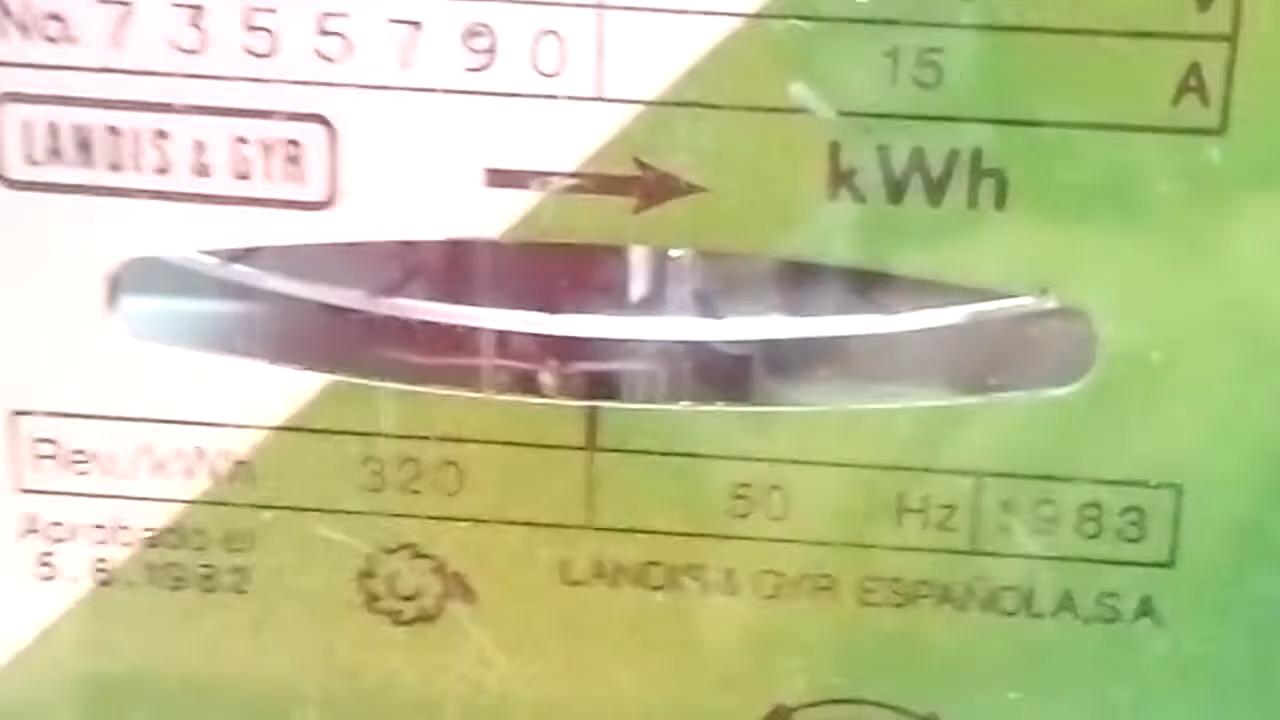 No. 7355790
15 A
LANDIS & GYR
kWh
Rev./kWh 320 50 Hz 1983
Aprobado el
5.6.1982
LANDIS & GYR ESPAÑOLA, S.A.